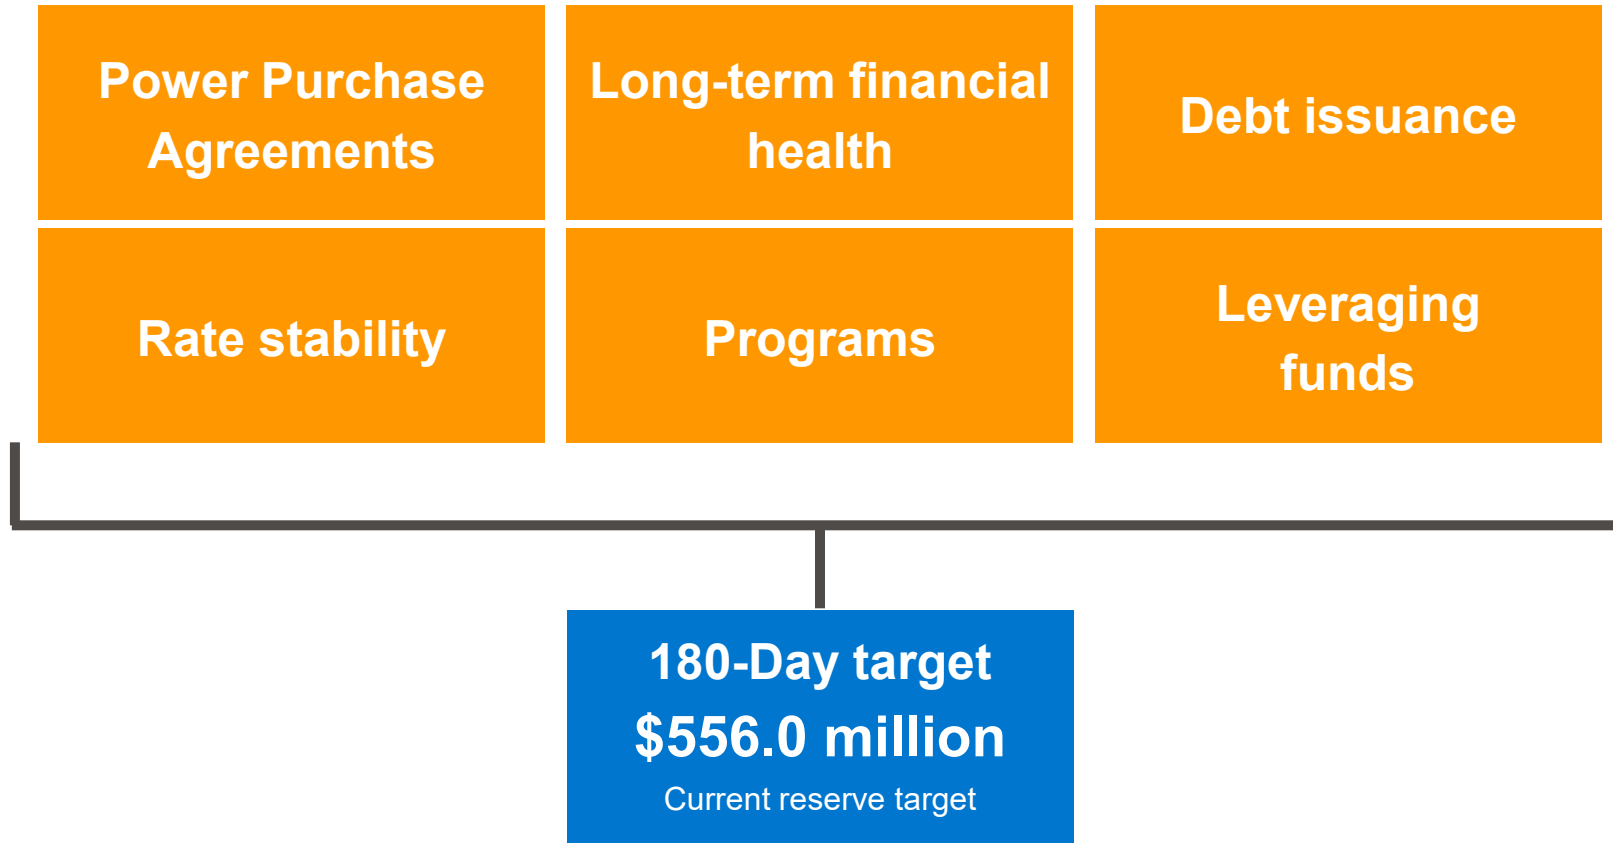 Power Purchase
Agreements
Long-term financial
health
Debt issuance
Rate stability
Programs
Leveraging
funds
180-Day target
$556.0 million
Current reserve target